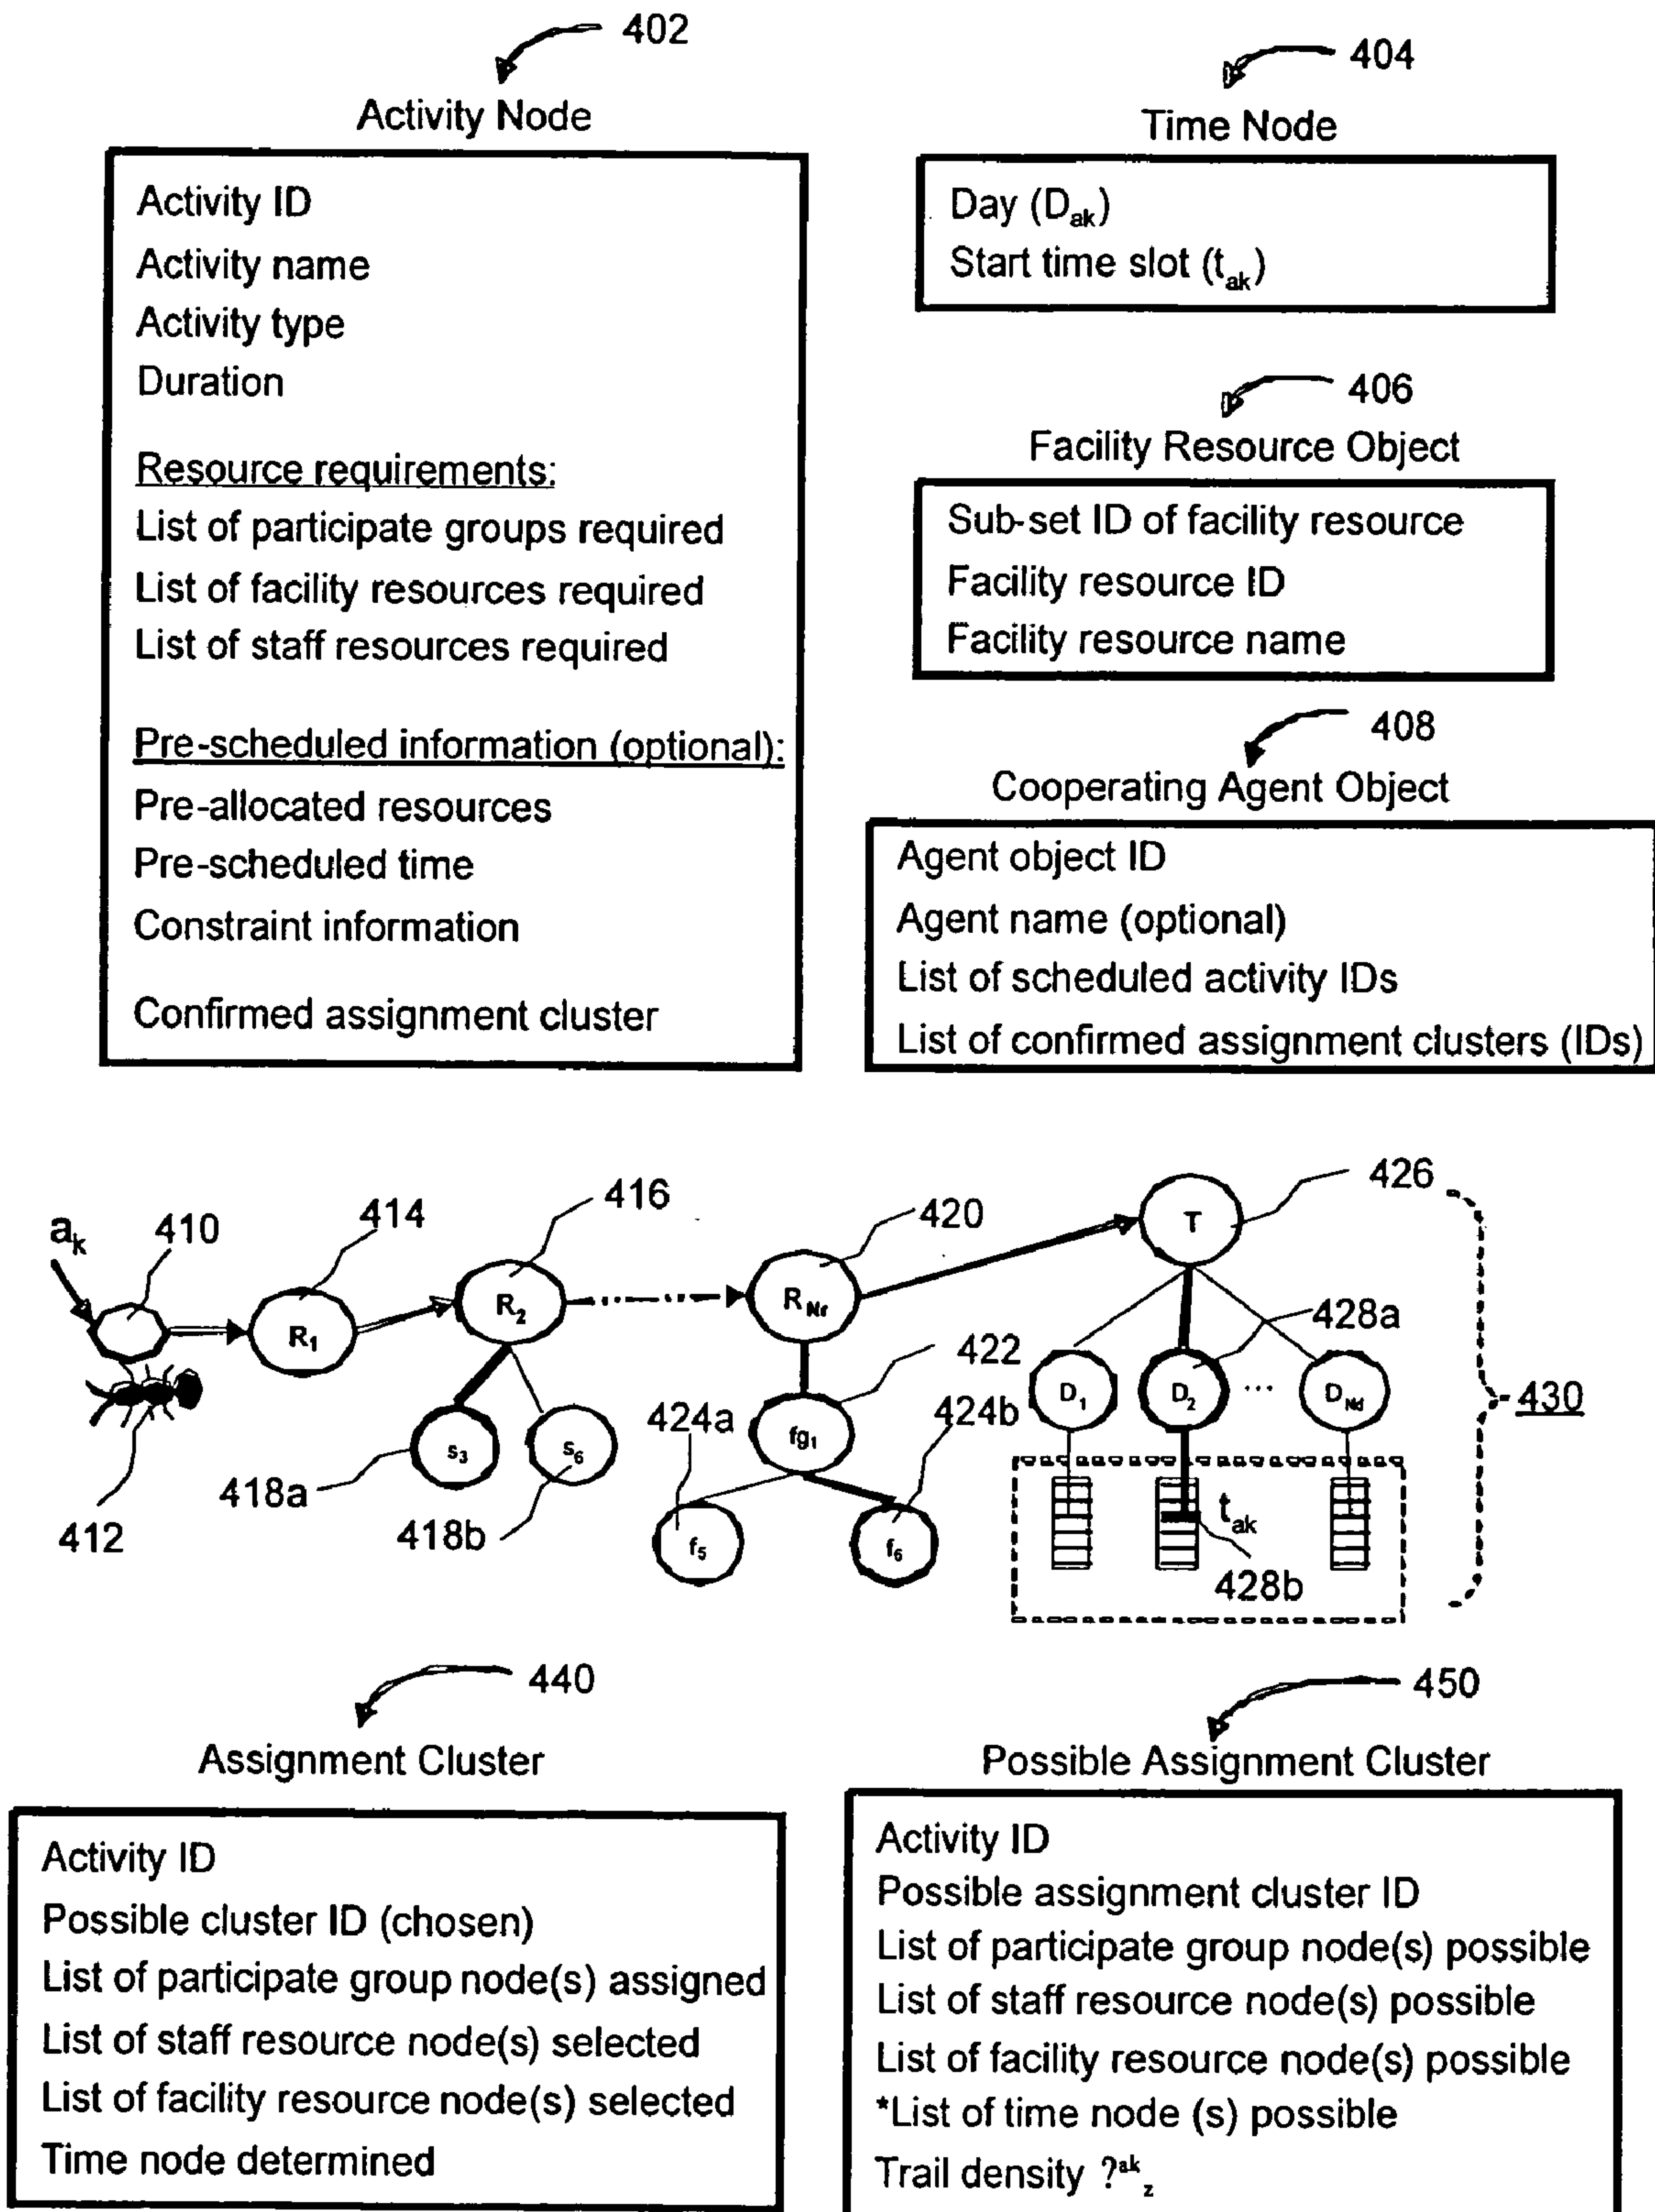 402
Activity Node
Activity ID
Activity name
Activity type
Duration
Resource requirements:
List of participate groups required
List of facility resources required
List of staff resources required
Pre-scheduled information (optional):
Pre-allocated resources
Pre-scheduled time
Constraint information
Confirmed assignment cluster
404
Time Node
Day (Dak)
Start time slot (tak)
406
Facility Resource Object
Sub-set ID of facility resource
Facility resource ID
Facility resource name
408
Cooperating Agent Object
Agent object ID
Agent name (optional)
List of scheduled activity IDs
List of confirmed assignment clusters (IDs)
ak
410
412
414
R1
416
R2
418a
s3
418b
s6
420
RNr
422
fg1
424a
f5
424b
f6
426
T
428a
D1
D2
...
DNd
tak
428b
430
440
Assignment Cluster
Activity ID
Possible cluster ID (chosen)
List of participate group node(s) assigned
List of staff resource node(s) selected
List of facility resource node(s) selected
Time node determined
450
Possible Assignment Cluster
Activity ID
Possible assignment cluster ID
List of participate group node(s) possible
List of staff resource node(s) possible
List of facility resource node(s) possible
*List of time node (s) possible
Trail density ?akz